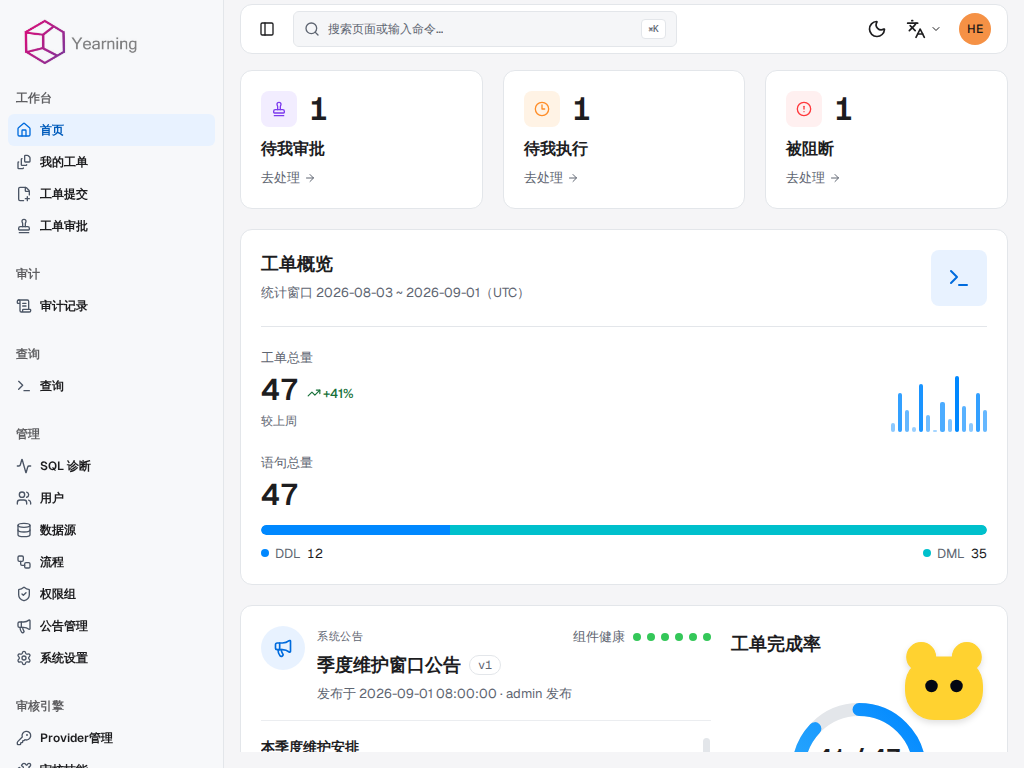 Yearning
工作台
首页
我的工单
工单提交
工单审批
审计
审计记录
查询
查询
管理
SQL 诊断
用户
数据源
流程
权限组
公告管理
系统设置
审核引擎
Provider管理
审核技能
搜索页面或输入命令...
⌘K
HE
1
待我审批
去处理
1
待我执行
去处理
1
被阻断
去处理
工单概览
统计窗口 2026-08-03 ~ 2026-09-01（UTC）
工单总量
47 +41%
较上周
语句总量
47
DDL 12
DML 35
系统公告
组件健康
季度维护窗口公告 v1
发布于 2026-09-01 08:00:00 · admin 发布
本季度维护安排
工单完成率
41 / 47